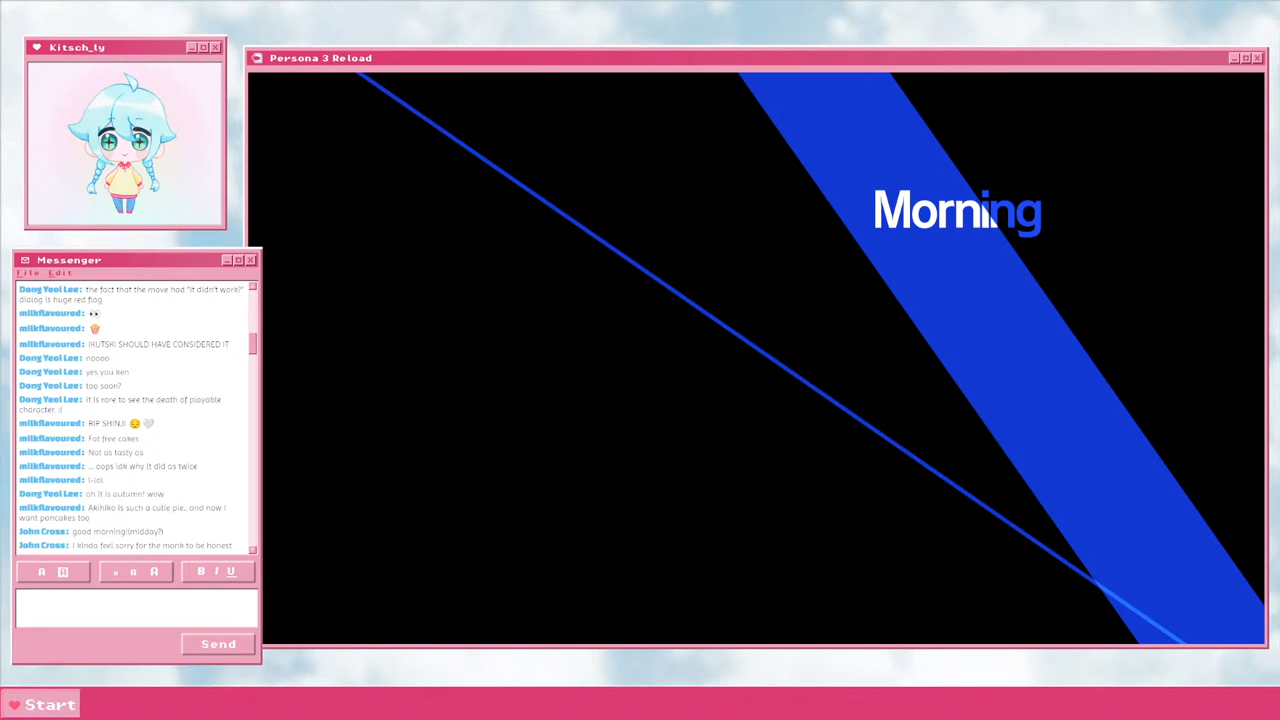 Kitsch_ly
Persona 3 Reload
Morning
Messenger
File Edit
Dong Yeol Lee: the fact that the move had "it didn't work?"
dialog is huge red flag
milkflavoured: 👀
milkflavoured: 🍿
milkflavoured: IKUTSKI SHOULD HAVE CONSIDERED IT
Dong Yeol Lee: noooo
Dong Yeol Lee: yes you ken
Dong Yeol Lee: too soon?
Dong Yeol Lee: It is rare to see the death of playable
character. :(
milkflavoured: RIP SHINJI 😔🤍
milkflavoured: Fat free cakes
milkflavoured: Not as tasty as
milkflavoured: ... oops idk why it did as twice
milkflavoured: l-lol
Dong Yeol Lee: oh it is autumn! wow
milkflavoured: Akihiko is such a cutie pie.. and now I
want pancakes too
John Cross: good morning!(midday?)
John Cross: I kinda feel sorry for the monk to be honest
A A
A A A
B I U
Send
Start